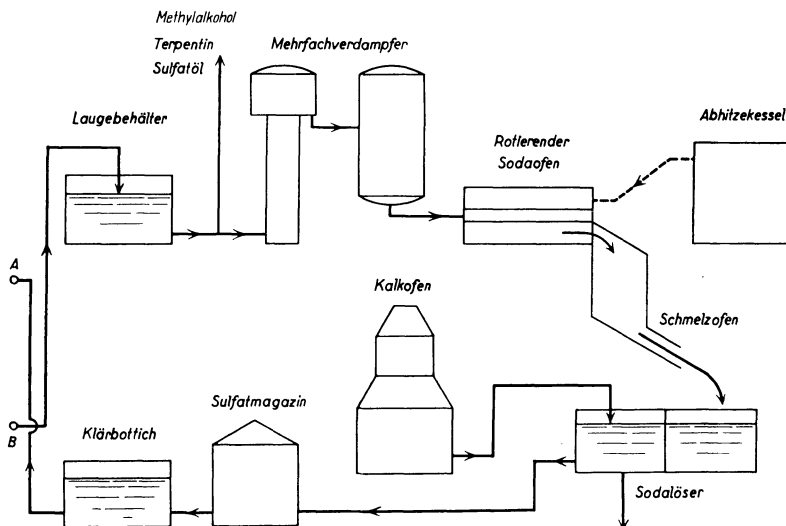 Methylalkohol
Terpentin
Sulfatöl
Mehrfachverdampfer
Laugebehälter
Rotierender
Sodaofen
Abhitzekessel
A
Kalkofen
Schmelzofen
Sulfatmagazin
B
Klärbottich
Sodalöser